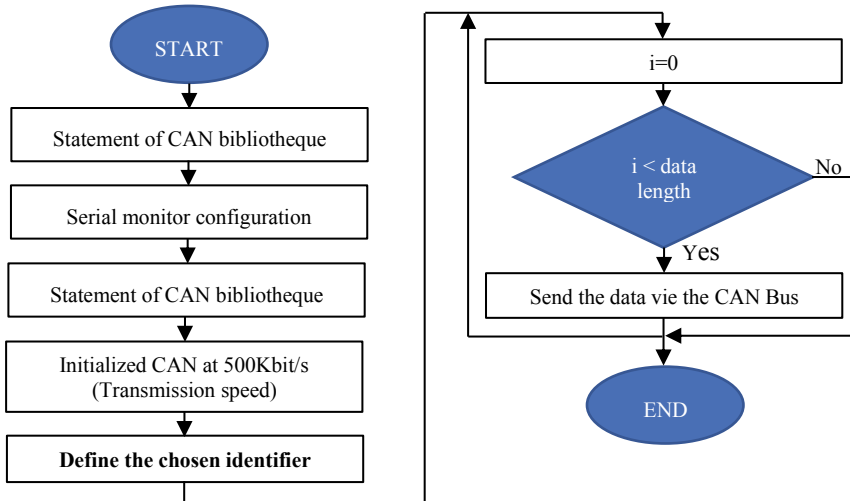 START
Statement of CAN bibliotheque
Serial monitor configuration
Statement of CAN bibliotheque
Initialized CAN at 500Kbit/s
(Transmission speed)
Define the chosen identifier
i=0
i < data
length
No
Yes
Send the data vie the CAN Bus
END